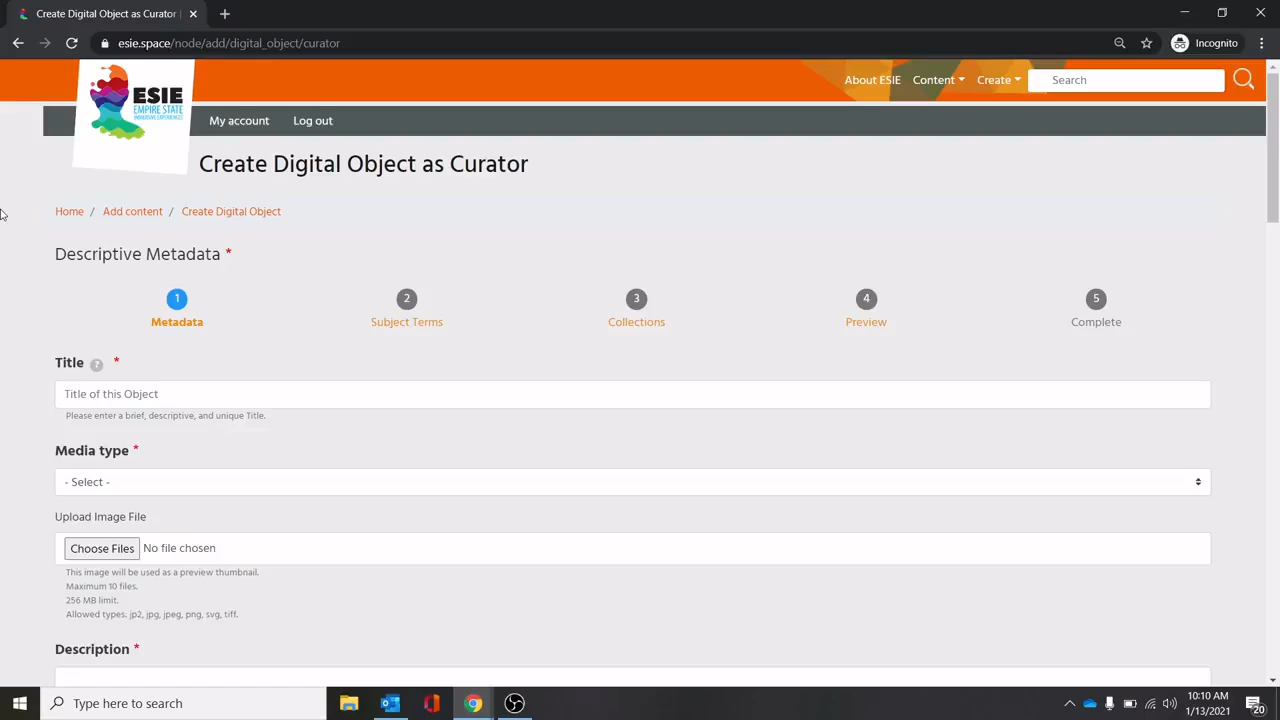 Create Digital Object as Curator
esie.space/node/add/digital_object/curator
Incognito
ESIE
EMPIRE STATE
IMMERSIVE EXPERIENCES
About ESIE Content Create Search
My account Log out
Create Digital Object as Curator
Home / Add content / Create Digital Object
Descriptive Metadata *
1 2 3 4 5
Metadata Subject Terms Collections Preview Complete
Title ? *
Title of this Object
Please enter a brief, descriptive, and unique Title.
Media type *
- Select -
Upload Image File
Choose Files No file chosen
This image will be used as a preview thumbnail.
Maximum 10 files.
256 MB limit.
Allowed types: jp2, jpg, jpeg, png, svg, tiff.
Description *
Type here to search
10:10 AM
1/13/2021
20